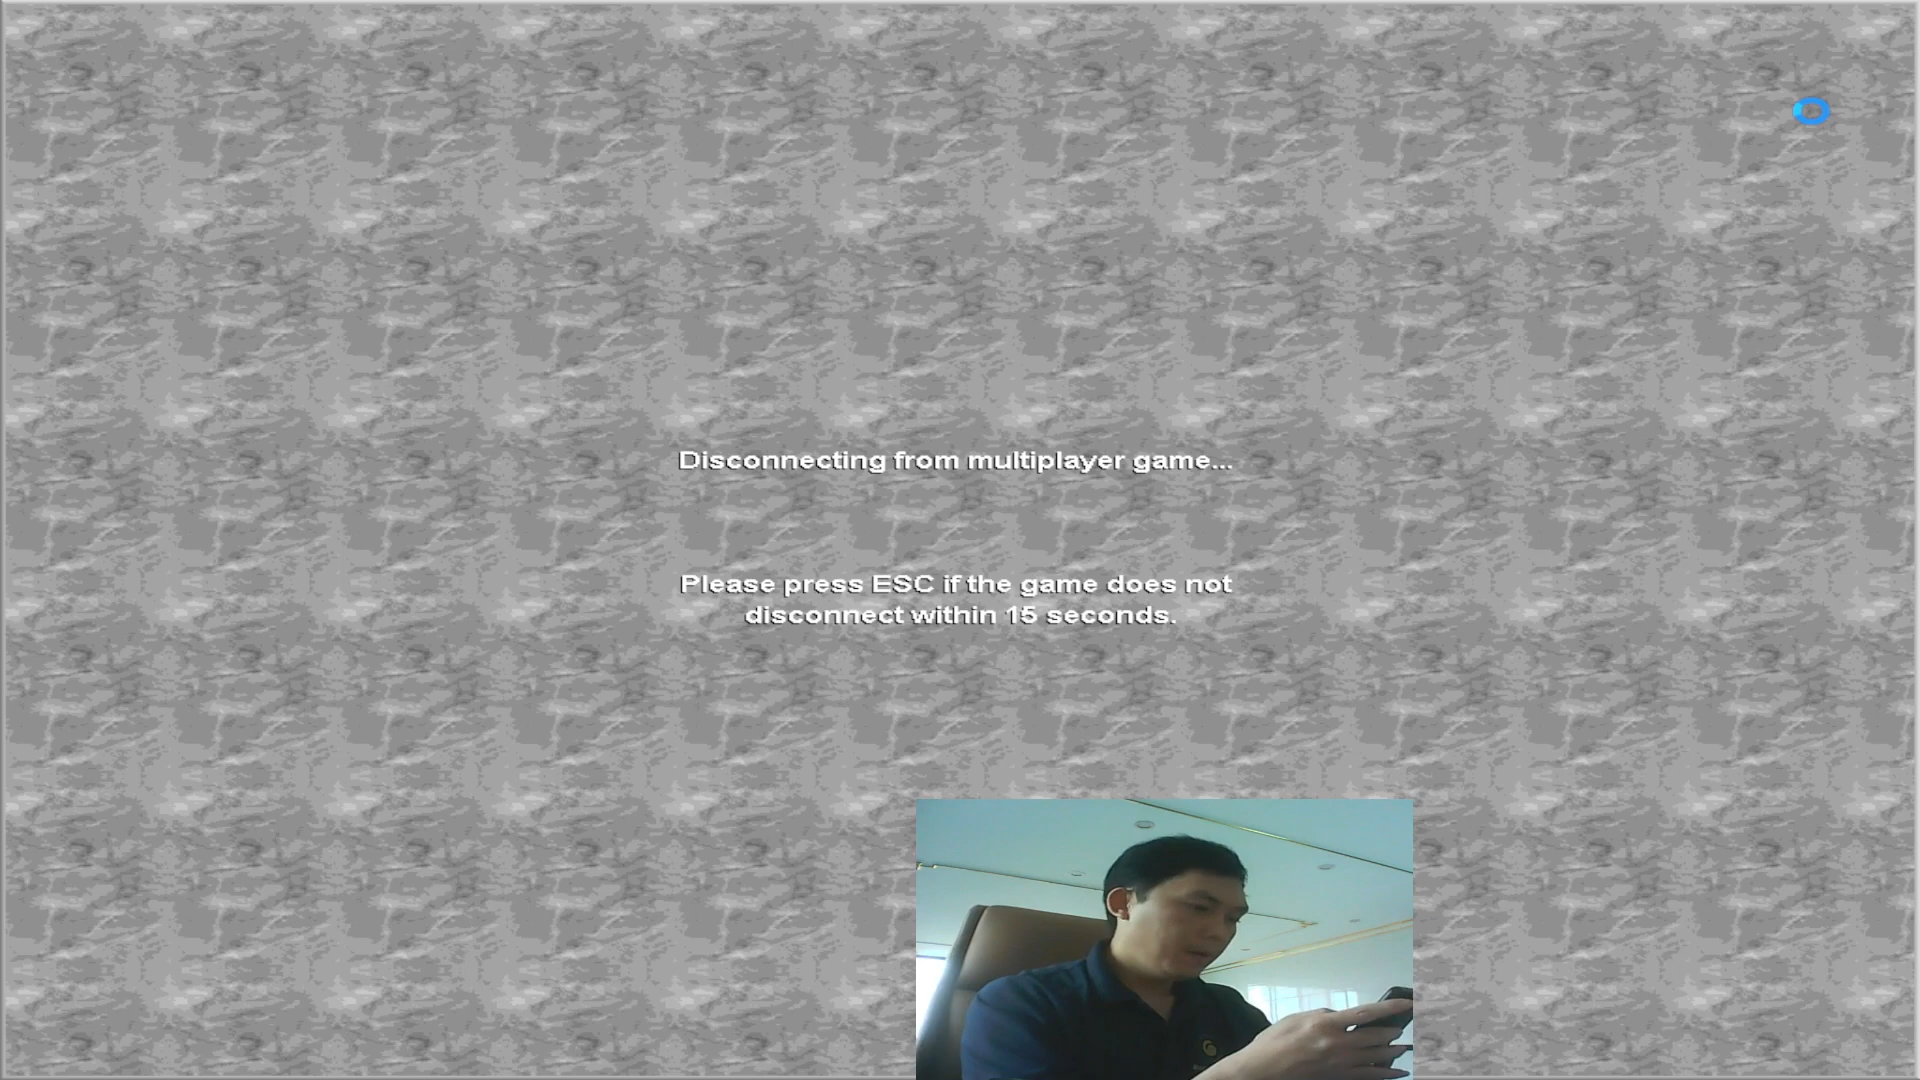 Disconnecting from multiplayer game...
Please press ESC if the game does not
disconnect within 15 seconds.